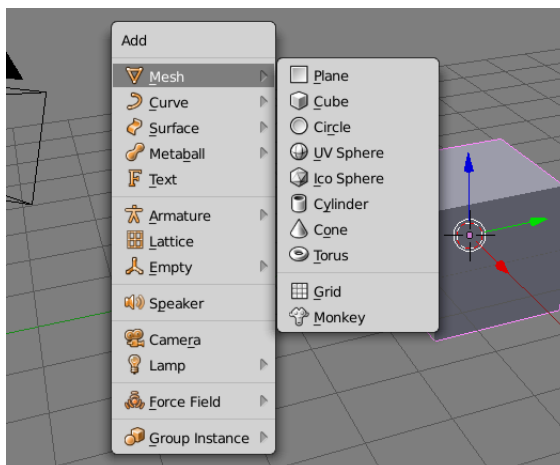 Add
Mesh
Curve
Surface
Metaball
Text
Armature
Lattice
Empty
Speaker
Camera
Lamp
Force Field
Group Instance
Plane
Cube
Circle
UV Sphere
Ico Sphere
Cylinder
Cone
Torus
Grid
Monkey